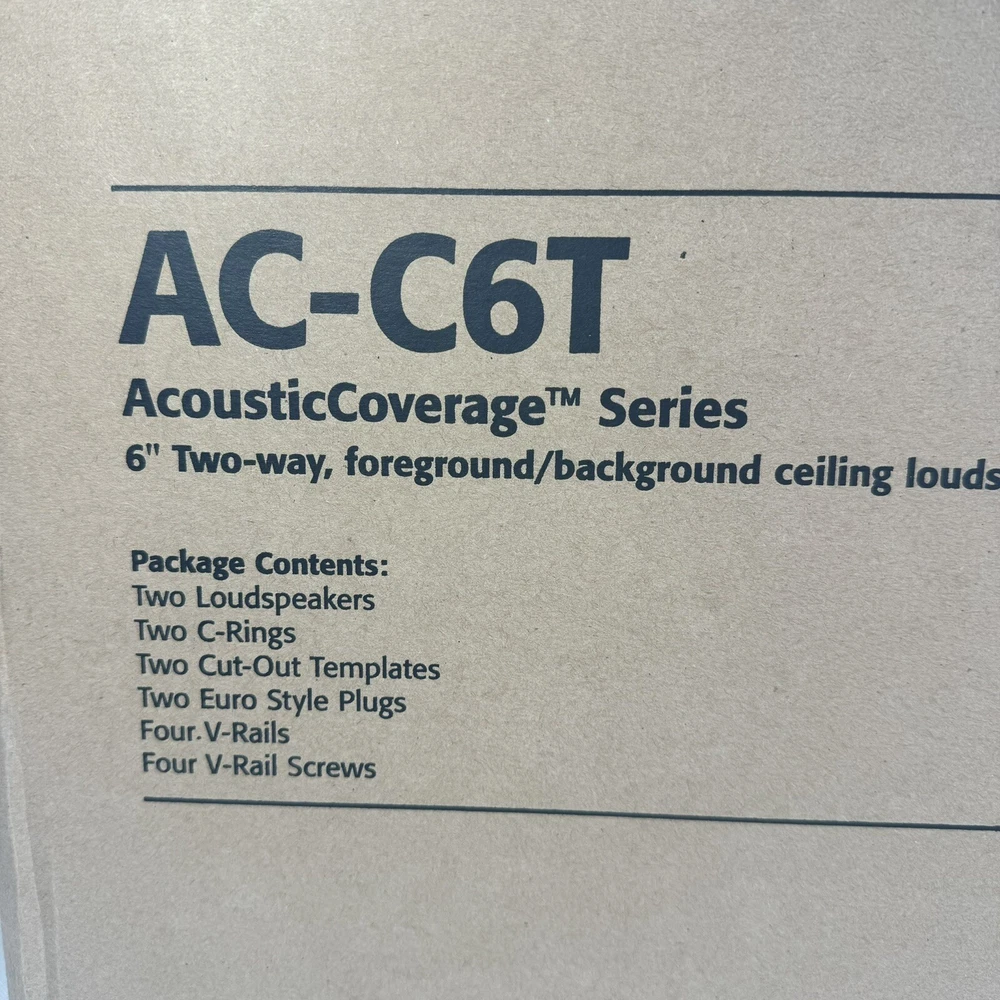 AC-C6T
AcousticCoverage™ Series
6" Two-way, foreground/background ceiling louds
Package Contents:
Two Loudspeakers
Two C-Rings
Two Cut-Out Templates
Two Euro Style Plugs
Four V-Rails
Four V-Rail Screws